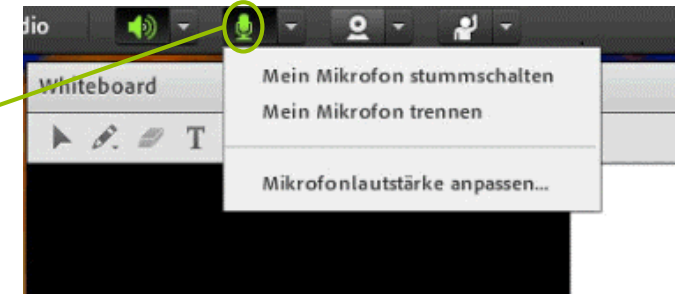 dio
Whiteboard
T
Mein Mikrofon stummschalten
Mein Mikrofon trennen
Mikrofonlautstärke anpassen...